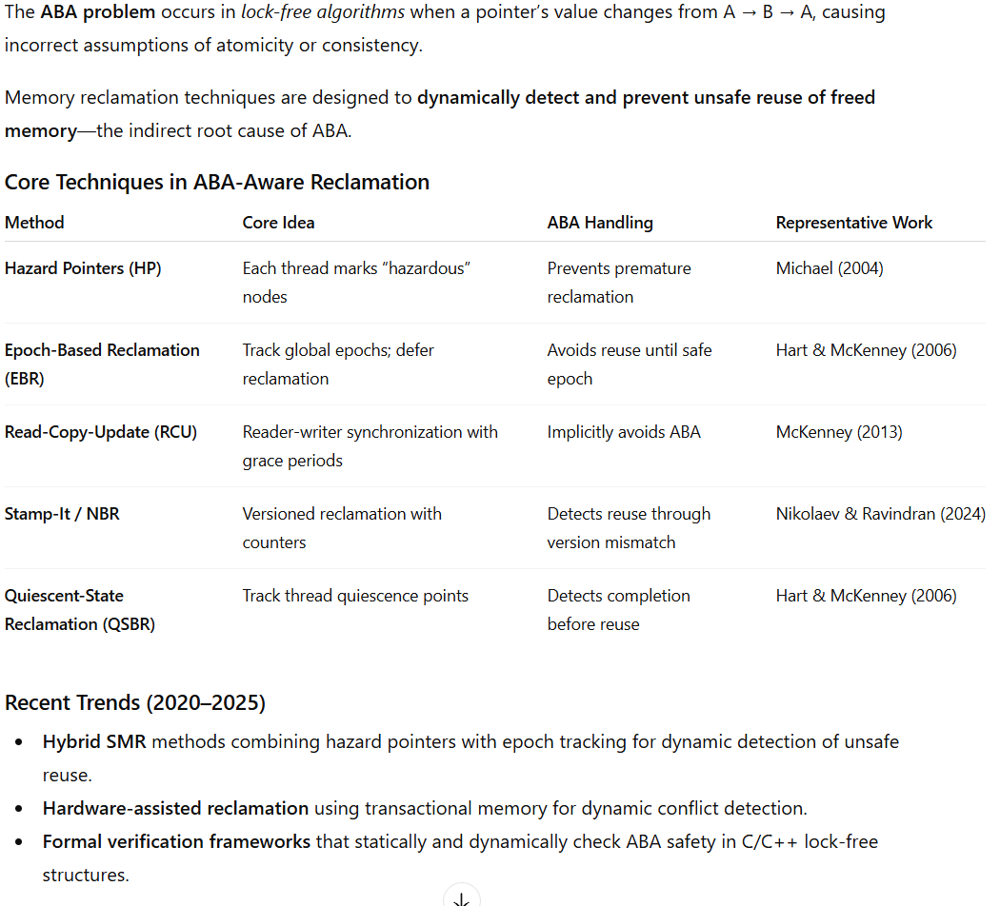 The ABA problem occurs in lock-free algorithms when a pointer’s value changes from A → B → A, causing
incorrect assumptions of atomicity or consistency.
Memory reclamation techniques are designed to dynamically detect and prevent unsafe reuse of freed
memory—the indirect root cause of ABA.
Core Techniques in ABA-Aware Reclamation
Method Core Idea ABA Handling Representative Work
Hazard Pointers (HP) Each thread marks “hazardous” Prevents premature Michael (2004)
nodes reclamation
Epoch-Based Reclamation Track global epochs; defer Avoids reuse until safe Hart & McKenney (2006)
(EBR) reclamation epoch
Read-Copy-Update (RCU) Reader-writer synchronization with Implicitly avoids ABA McKenney (2013)
grace periods
Stamp-It / NBR Versioned reclamation with Detects reuse through Nikolaev & Ravindran (2024)
counters version mismatch
Quiescent-State Track thread quiescence points Detects completion Hart & McKenney (2006)
Reclamation (QSBR) before reuse
Recent Trends (2020–2025)
• Hybrid SMR methods combining hazard pointers with epoch tracking for dynamic detection of unsafe
reuse.
• Hardware-assisted reclamation using transactional memory for dynamic conflict detection.
• Formal verification frameworks that statically and dynamically check ABA safety in C/C++ lock-free
structures.